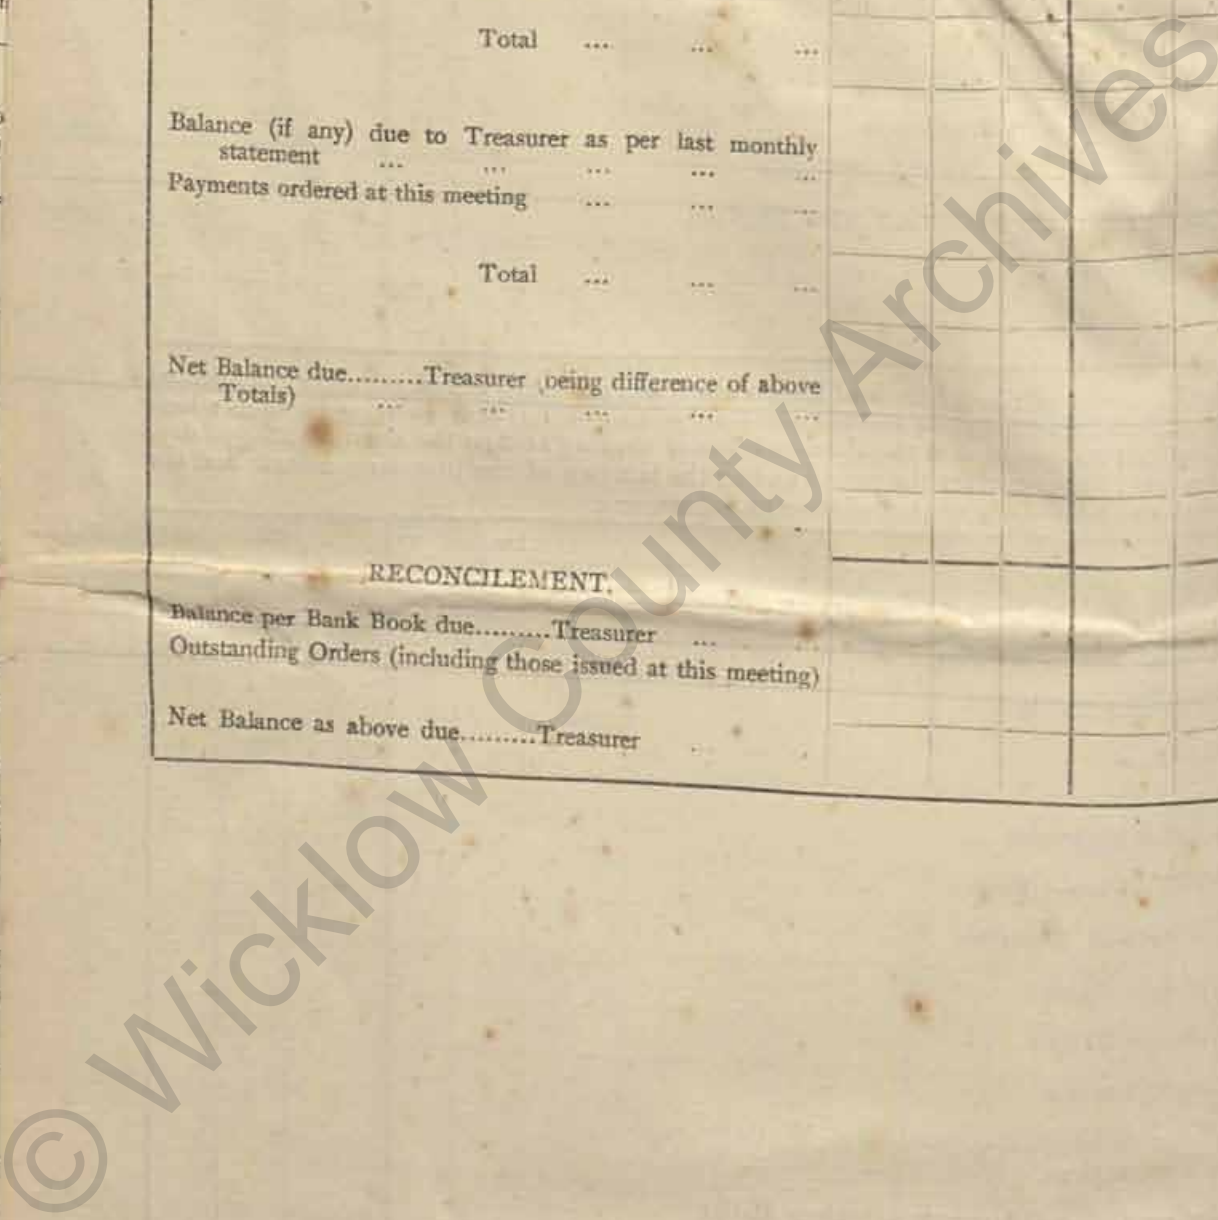 Total ... ... ...
Balance (if any) due to Treasurer as per last monthly
statement ... ... ... ... ...
Payments ordered at this meeting ... ... ...
Total ... ... ...
Net Balance due.........Treasurer being difference of above
Totals) ... ... ... ... ...
RECONCILEMENT.
Balance per Bank Book due.........Treasurer ... ...
Outstanding Orders (including those issued at this meeting)
Net Balance as above due.........Treasurer
© Wicklow County Archives